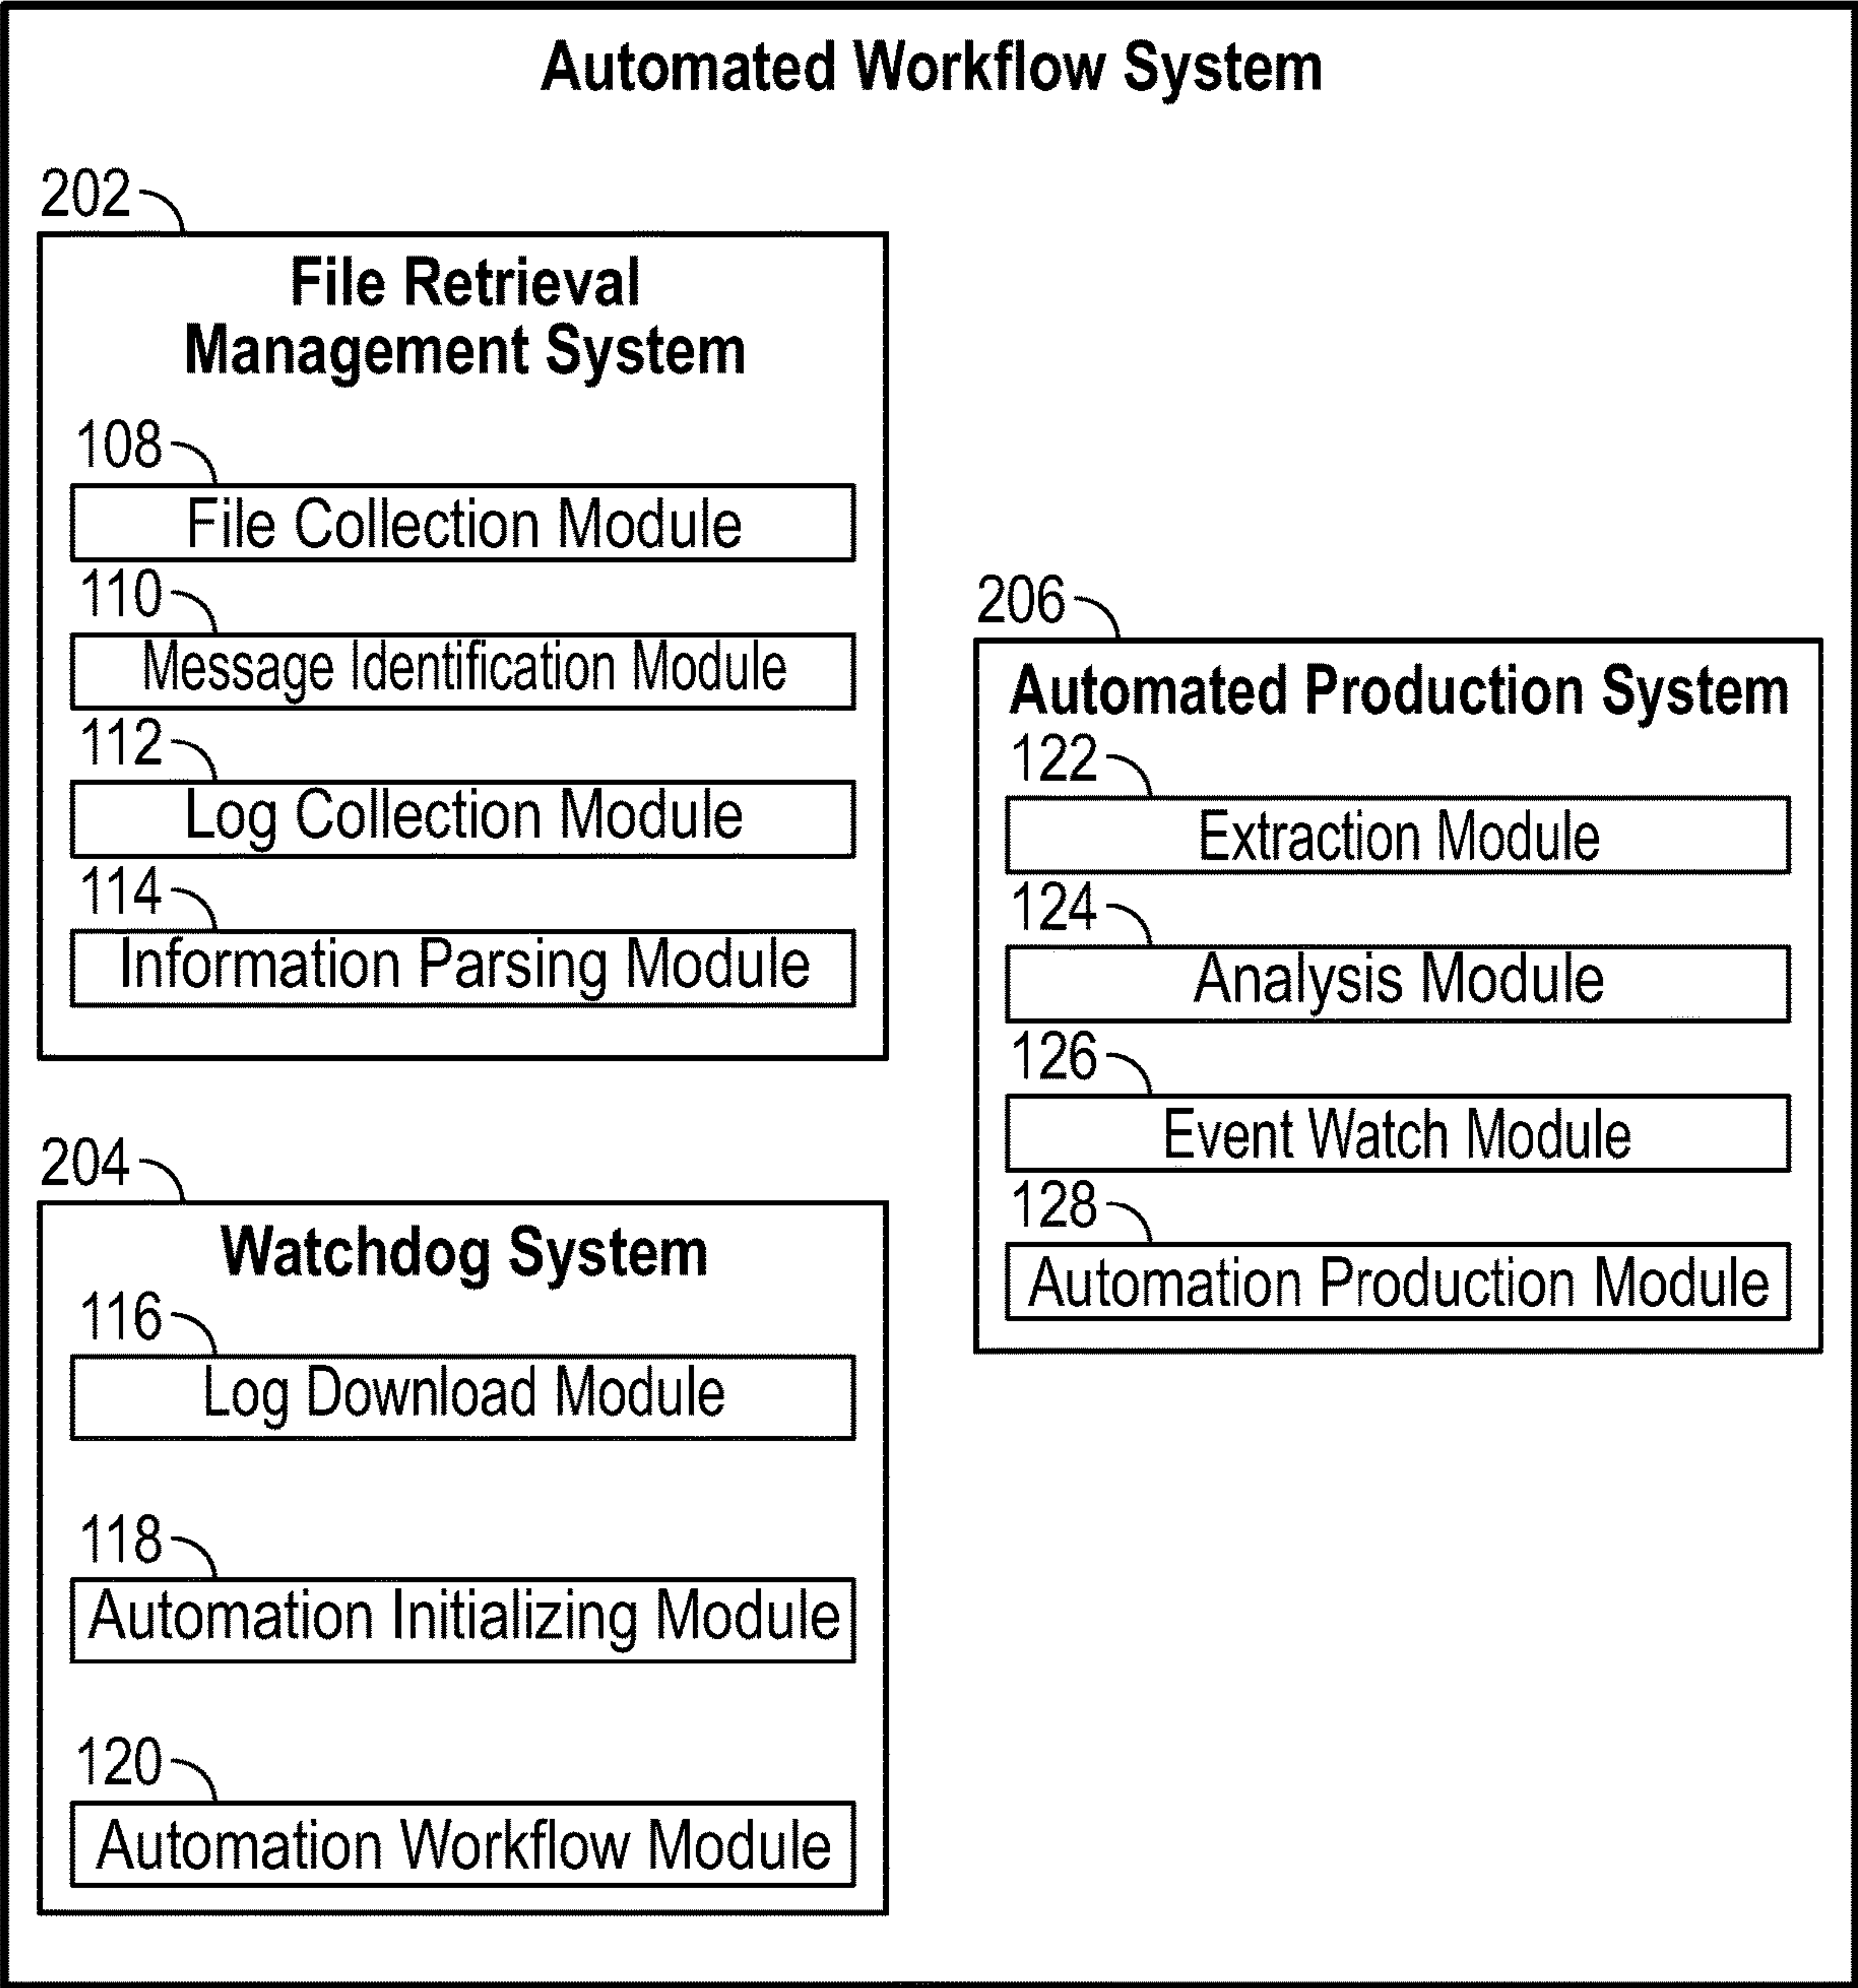 Automated Workflow System
202
File Retrieval
Management System
108
File Collection Module
110
Message Identification Module
112
Log Collection Module
114
Information Parsing Module
204
Watchdog System
116
Log Download Module
118
Automation Initializing Module
120
Automation Workflow Module
206
Automated Production System
122
Extraction Module
124
Analysis Module
126
Event Watch Module
128
Automation Production Module